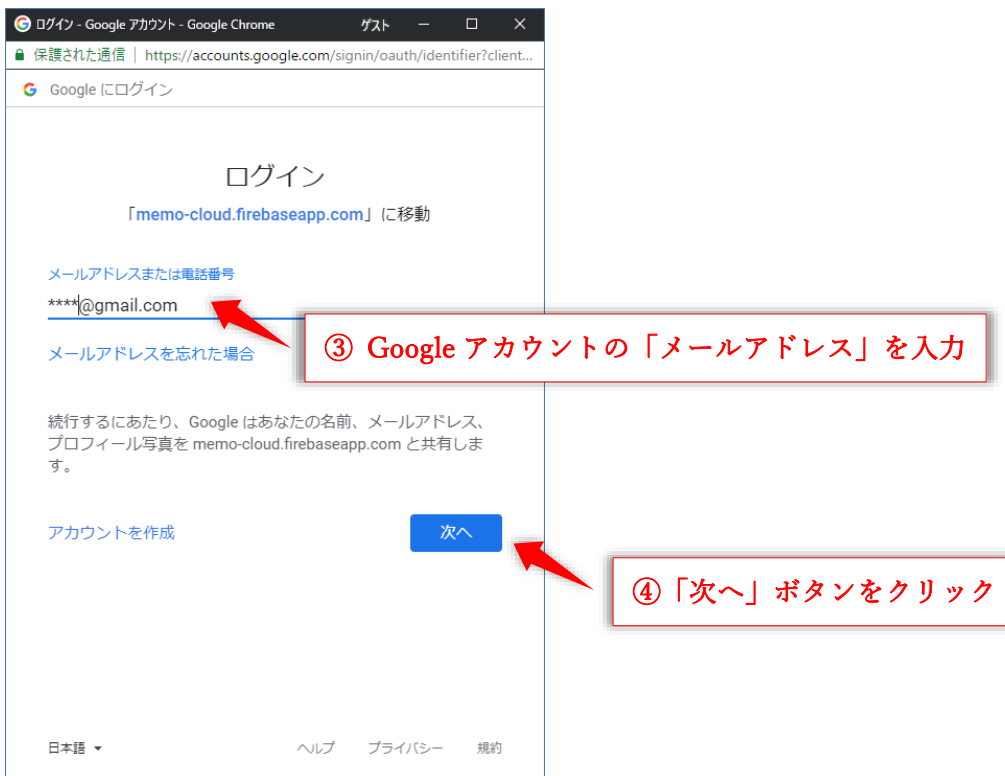 ログイン - Google アカウント - Google Chrome
ゲスト
保護された通信 | https://accounts.google.com/signin/oauth/identifier?client...
Google にログイン
ログイン
「memo-cloud.firebaseapp.com」に移動
メールアドレスまたは電話番号
****@gmail.com
③ Google アカウントの「メールアドレス」を入力
メールアドレスを忘れた場合
続行するにあたり、Google はあなたの名前、メールアドレス、
プロフィール写真を memo-cloud.firebaseapp.com と共有しま
す。
アカウントを作成
次へ
④「次へ」ボタンをクリック
日本語
ヘルプ プライバシー 規約